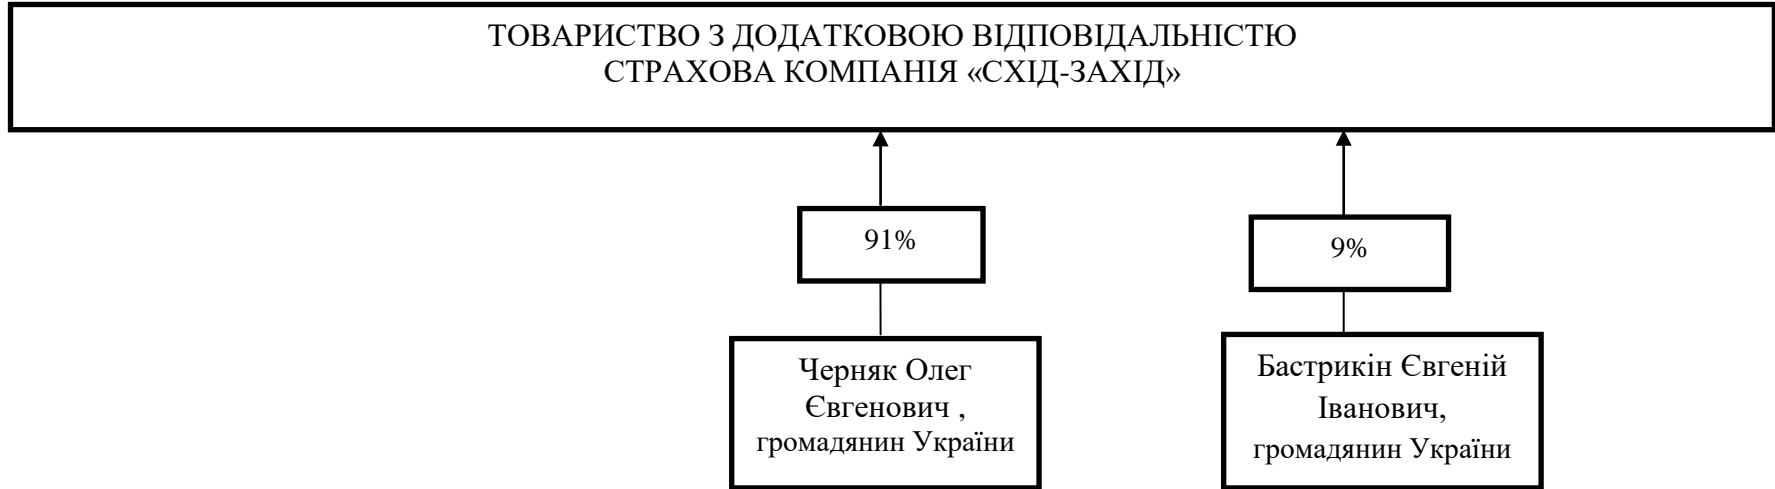 ТОВАРИСТВО З ДОДАТКОВОЮ ВІДПОВІДАЛЬНІСТЮ
СТРАХОВА КОМПАНІЯ «СХІД-ЗАХІД»
91%
9%
Черняк Олег
Євгенович ,
громадянин України
Бастрикін Євгеній
Іванович,
громадянин України